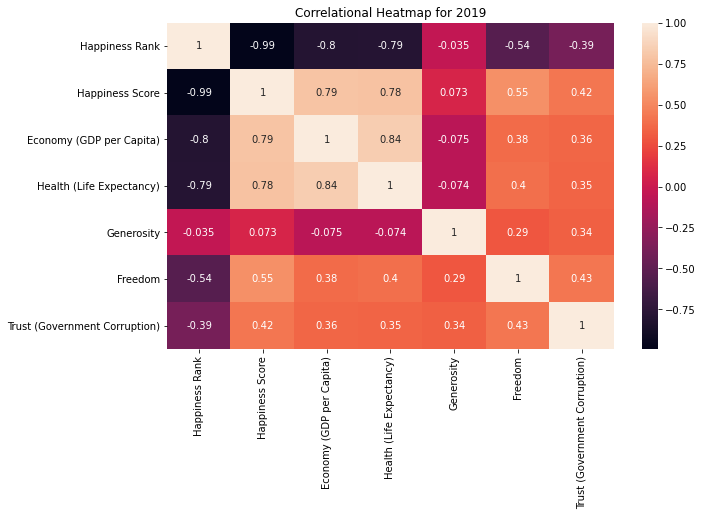 Correlational Heatmap for 2019
Happiness Rank 1 -0.99 -0.8 -0.79 -0.035 -0.54 -0.39
Happiness Score -0.99 1 0.79 0.78 0.073 0.55 0.42
Economy (GDP per Capita) -0.8 0.79 1 0.84 -0.075 0.38 0.36
Health (Life Expectancy) -0.79 0.78 0.84 1 -0.074 0.4 0.35
Generosity -0.035 0.073 -0.075 -0.074 1 0.29 0.34
Freedom -0.54 0.55 0.38 0.4 0.29 1 0.43
Trust (Government Corruption) -0.39 0.42 0.36 0.35 0.34 0.43 1
Happiness Rank
Happiness Score
Economy (GDP per Capita)
Health (Life Expectancy)
Generosity
Freedom
Trust (Government Corruption)
1.00
0.75
0.50
0.25
0.00
-0.25
-0.50
-0.75